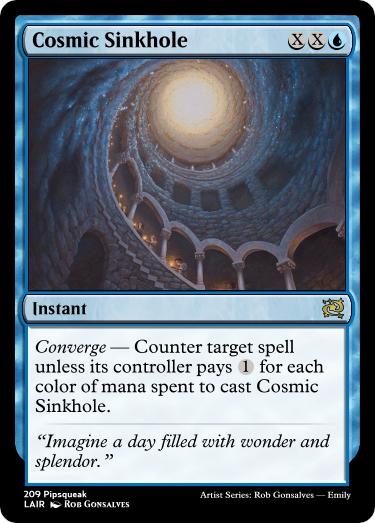 Cosmic Sinkhole X X
Instant
Converge — Counter target spell
unless its controller pays 1 for each
color of mana spent to cast Cosmic
Sinkhole.
“Imagine a day filled with wonder and
splendor.”
209 Pipsqueak
LAIR Rob Gonsalves
Artist Series: Rob Gonsalves — Emily